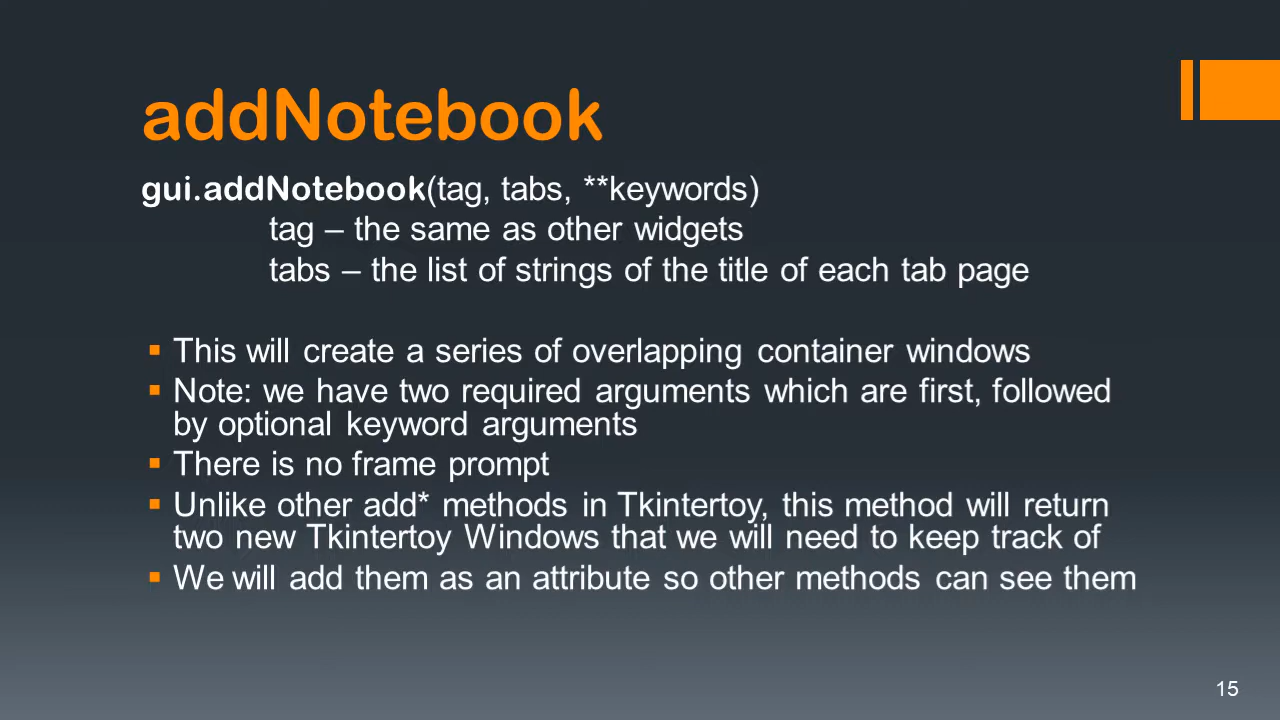 addNotebook
gui.addNotebook(tag, tabs, **keywords)
tag – the same as other widgets
tabs – the list of strings of the title of each tab page
▪ This will create a series of overlapping container windows
▪ Note: we have two required arguments which are first, followed
by optional keyword arguments
▪ There is no frame prompt
▪ Unlike other add* methods in Tkintertoy, this method will return
two new Tkintertoy Windows that we will need to keep track of
▪ We will add them as an attribute so other methods can see them
15